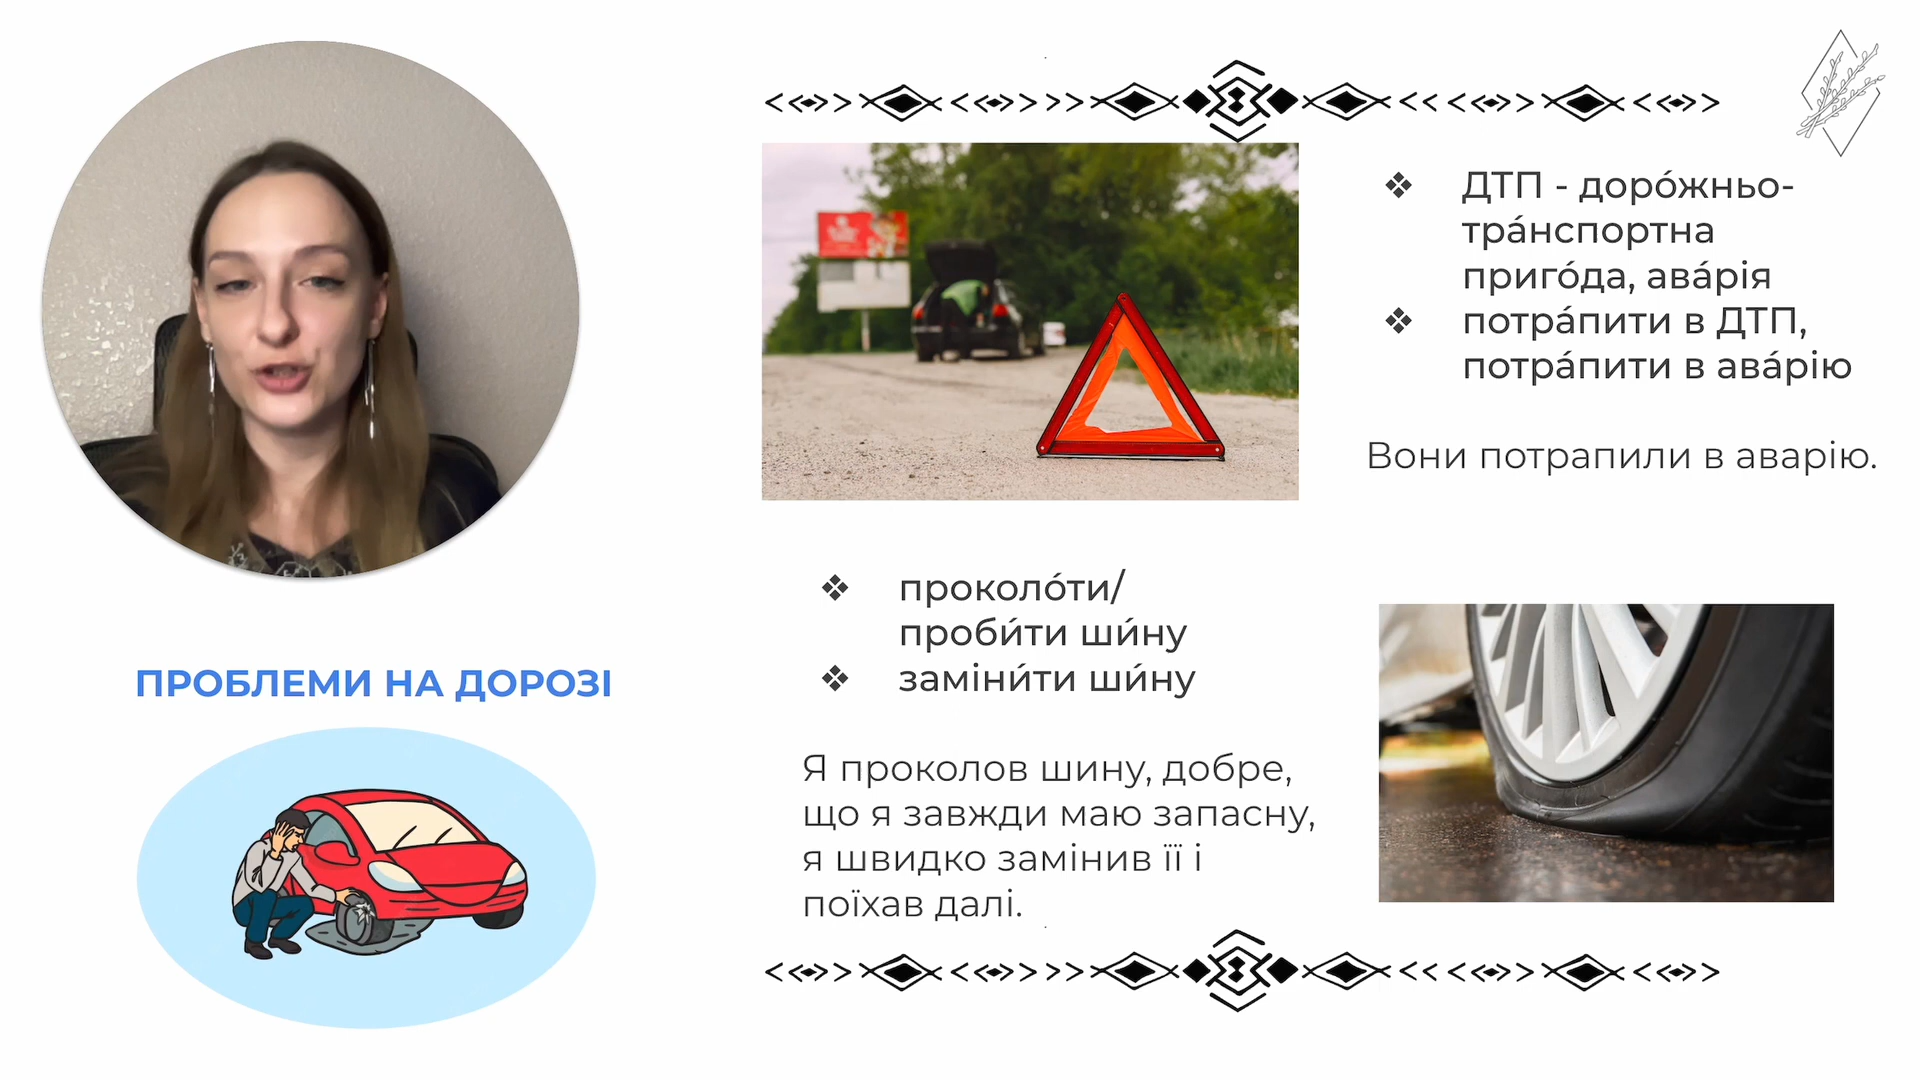 ДТП - доро́жньо-
тра́нспортна
приго́да, ава́рія
потра́пити в ДТП,
потра́пити в ава́рію
Вони потрапили в аварію.
проколо́ти/
проби́ти ши́ну
заміни́ти ши́ну
ПРОБЛЕМИ НА ДОРОЗІ
Я проколов шину, добре,
що я завжди маю запасну,
я швидко замінив її і
поїхав далі.